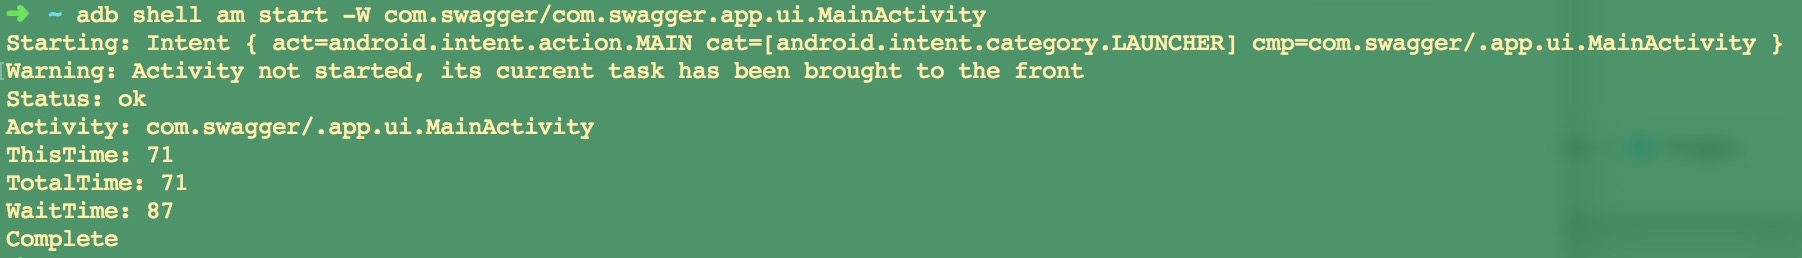 ➜ ~ adb shell am start -W com.swagger/com.swagger.app.ui.MainActivity
Starting: Intent { act=android.intent.action.MAIN cat=[android.intent.category.LAUNCHER] cmp=com.swagger/.app.ui.MainActivity }
Warning: Activity not started, its current task has been brought to the front
Status: ok
Activity: com.swagger/.app.ui.MainActivity
ThisTime: 71
TotalTime: 71
WaitTime: 87
Complete